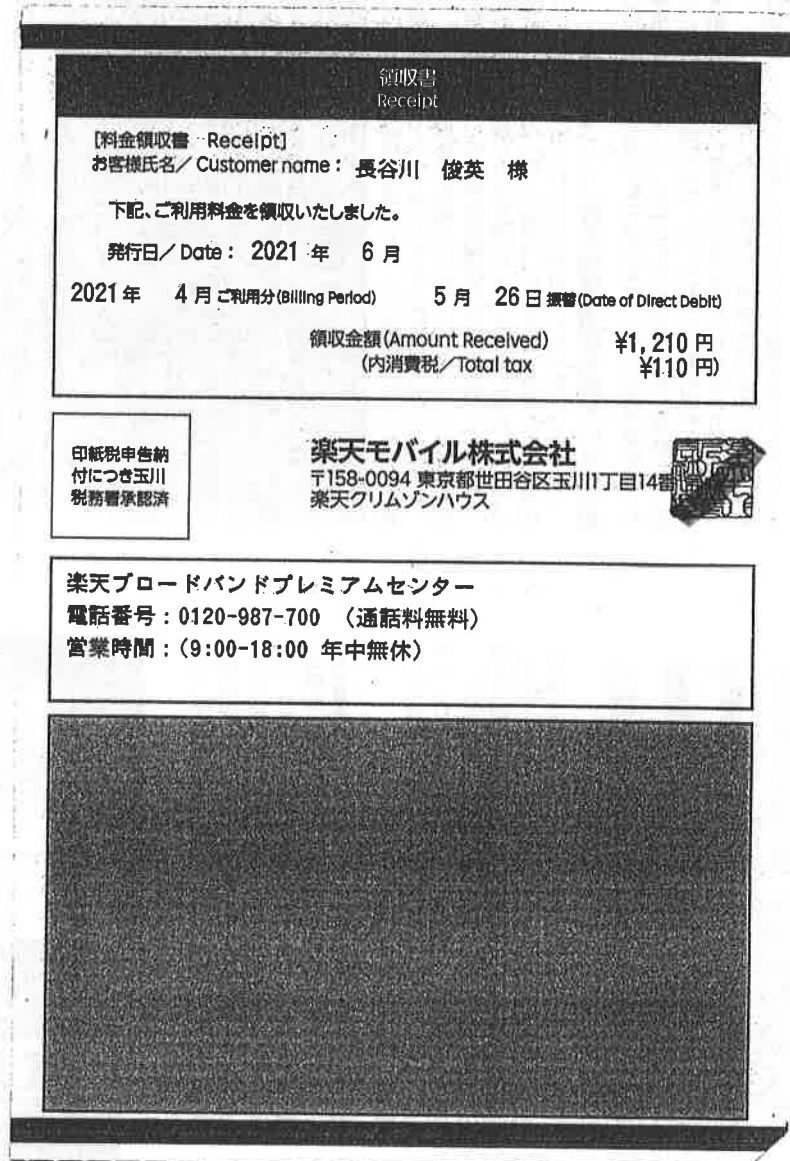 領収書
Receipt
[料金領収書 Receipt]
お客様氏名／Customer name： 長谷川 俊英 様
下記、ご利用料金を領収いたしました。
発行日／Date： 2021 年 6 月
2021 年 4 月 ご利用分(Billing Period) 5 月 26 日 振替(Date of Direct Debit)
領収金額(Amount Received) ¥1,210 円
(内消費税／Total tax ¥110 円)
印紙税申告納
付につき玉川
税務署承認済
楽天モバイル株式会社
〒158-0094 東京都世田谷区玉川1丁目14番
楽天クリムゾンハウス
楽天ブロードバンドプレミアムセンター
電話番号：0120-987-700 （通話料無料）
営業時間：(9:00-18:00 年中無休)